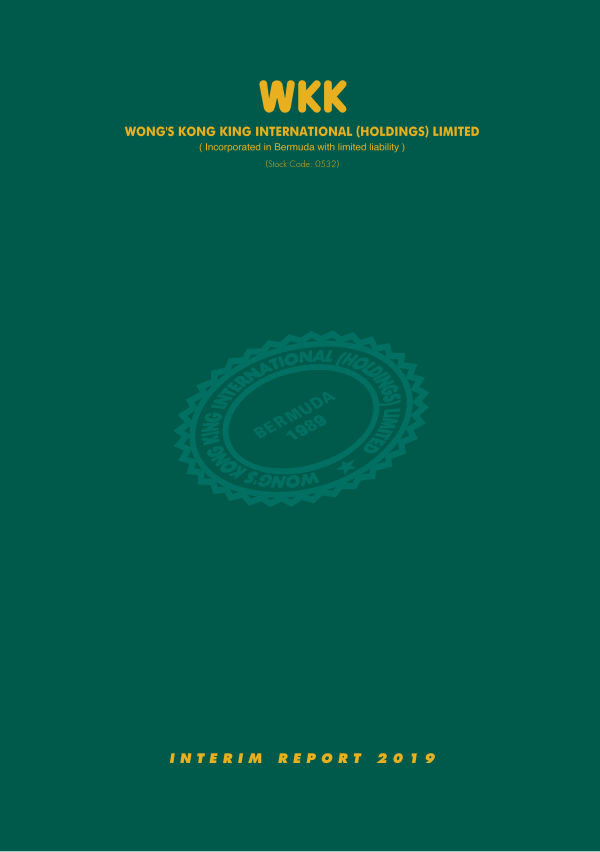 WKK
WONG'S KONG KING INTERNATIONAL (HOLDINGS) LIMITED
( Incorporated in Bermuda with limited liability )
(Stock Code: 0532)
WONG'S KONG KING INTERNATIONAL (HOLDINGS) LIMITED
BERMUDA
1989
INTERIM REPORT 2019